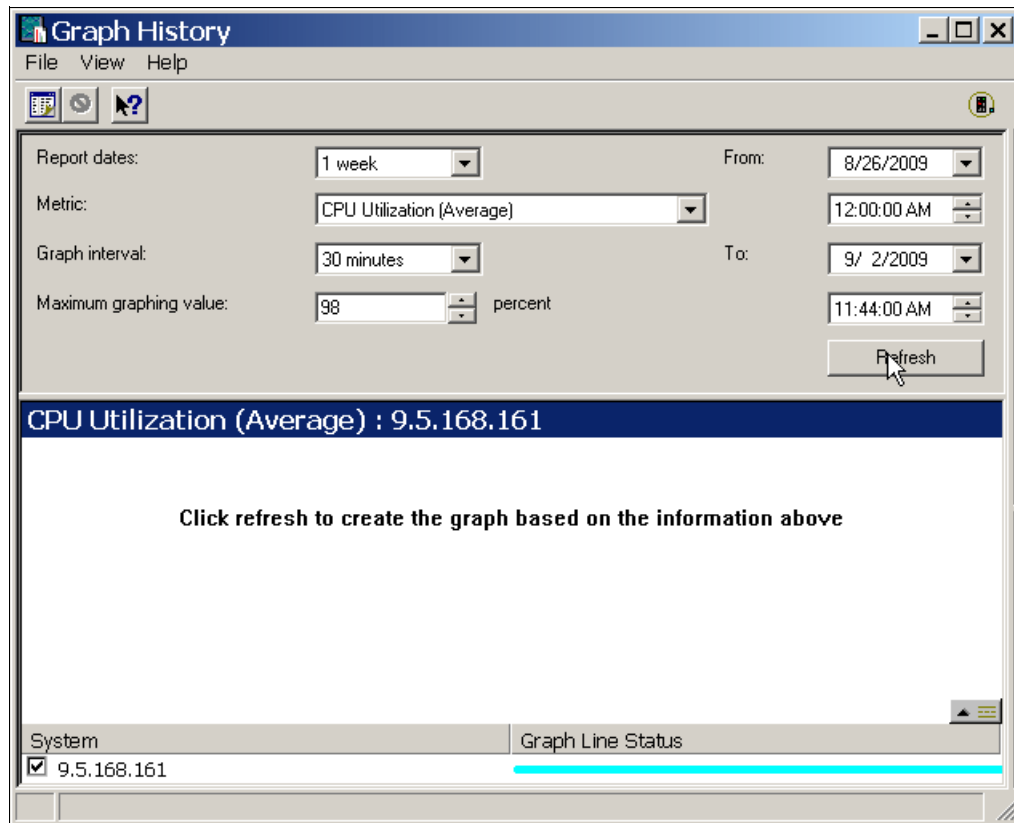 Graph History
File View Help
Report dates: 1 week From: 8/26/2009
Metric: CPU Utilization (Average) 12:00:00 AM
Graph interval: 30 minutes To: 9/ 2/2009
Maximum graphing value: 98 percent 11:44:00 AM
Refresh
CPU Utilization (Average) : 9.5.168.161
Click refresh to create the graph based on the information above
System Graph Line Status
9.5.168.161